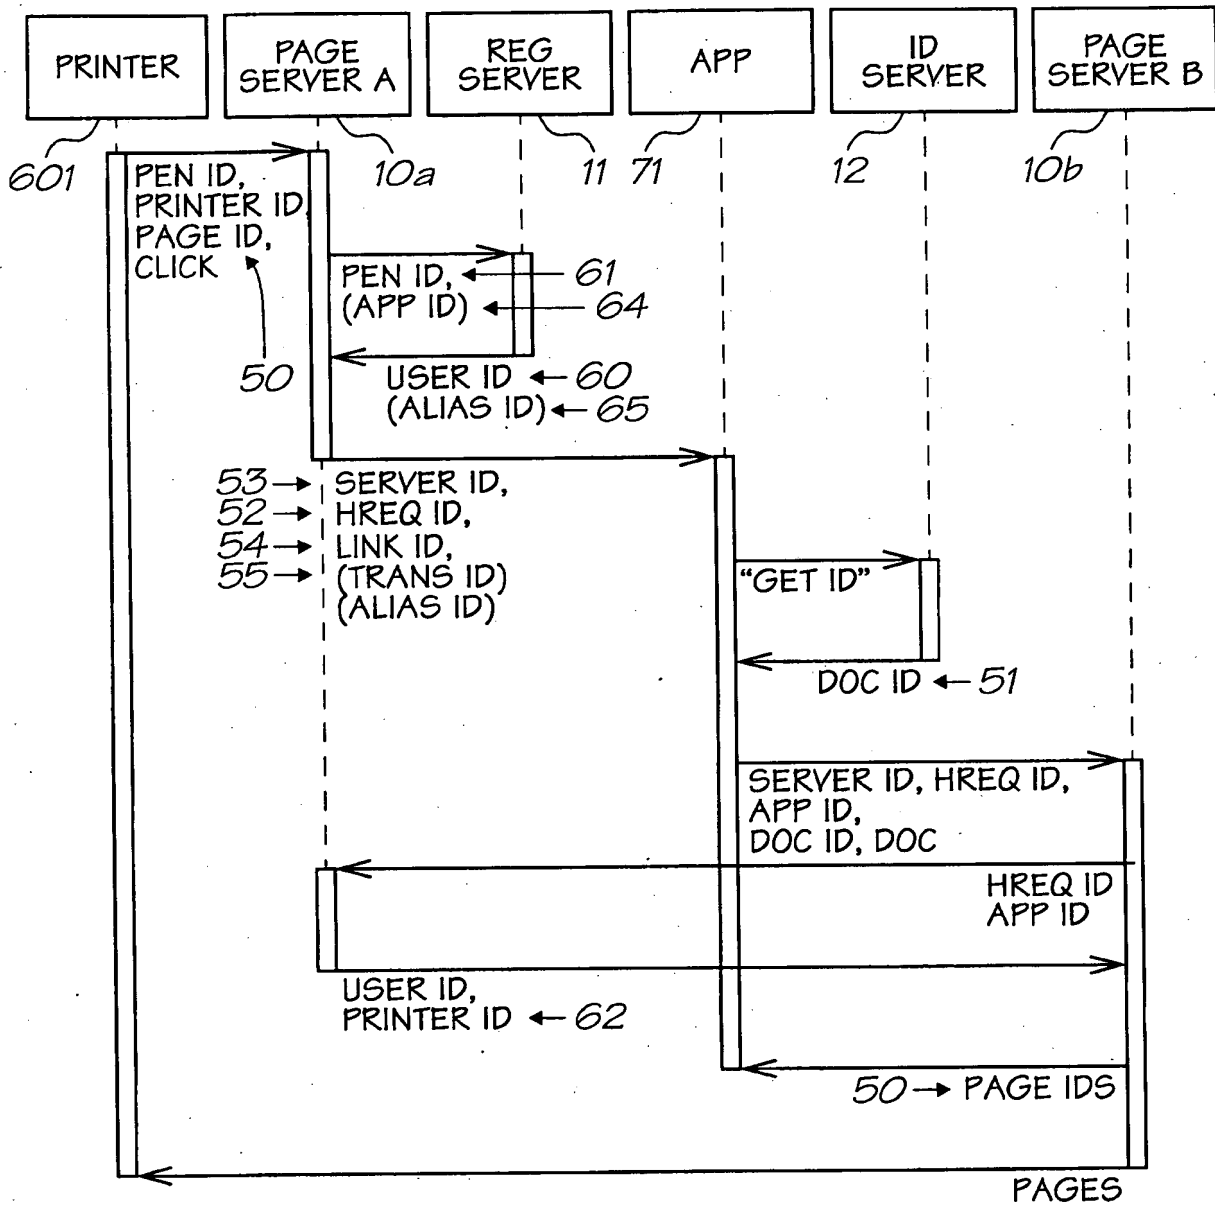 PRINTER
PAGE
SERVER A
REG
SERVER
APP
ID
SERVER
PAGE
SERVER B
601
10a
11
71
12
10b
PEN ID,
PRINTER ID,
PAGE ID,
CLICK
50
PEN ID, 61
(APP ID) 64
USER ID 60
(ALIAS ID) 65
53 SERVER ID,
52 HREQ ID,
54 LINK ID,
55 (TRANS ID)
(ALIAS ID)
"GET ID"
DOC ID 51
SERVER ID, HREQ ID,
APP ID,
DOC ID, DOC
HREQ ID
APP ID
USER ID,
PRINTER ID 62
50 PAGE IDS
PAGES